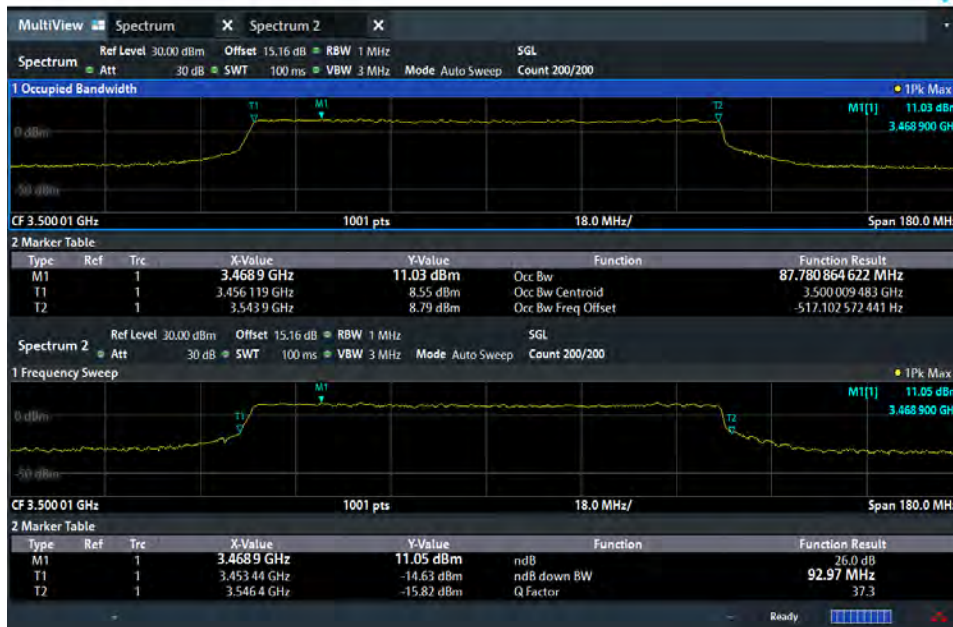 MultiView Spectrum X Spectrum 2 X
Spectrum Ref Level 30.00 dBm Offset 15.16 dB RBW 1 MHz SGL
Att 30 dB SWT 100 ms VBW 3 MHz Mode Auto Sweep Count 200/200
1 Occupied Bandwidth 1Pk Max
T1 M1 T2 M1[1] 11.03 dBm
0 dBm 3.468 900 GH
-50 dBm
CF 3.500 01 GHz 1001 pts 18.0 MHz/ Span 180.0 MH
2 Marker Table
Type Ref Trc X-Value Y-Value Function Function Result
M1 1 3.468 9 GHz 11.03 dBm Occ Bw 87.780 864 622 MHz
T1 1 3.456 119 GHz 8.55 dBm Occ Bw Centroid 3.500 009 483 GHz
T2 1 3.543 9 GHz 8.79 dBm Occ Bw Freq Offset -517.102 572 441 Hz
Spectrum 2 Ref Level 30.00 dBm Offset 15.16 dB RBW 1 MHz SGL
Att 30 dB SWT 100 ms VBW 3 MHz Mode Auto Sweep Count 200/200
1 Frequency Sweep 1Pk Max
M1 M1[1] 11.05 dBm
0 dBm T1 T2 3.468 900 GH
-50 dBm
CF 3.500 01 GHz 1001 pts 18.0 MHz/ Span 180.0 MH
2 Marker Table
Type Ref Trc X-Value Y-Value Function Function Result
M1 1 3.468 9 GHz 11.05 dBm ndB 26.0 dB
T1 1 3.453 44 GHz -14.63 dBm ndB down BW 92.97 MHz
T2 1 3.546 4 GHz -15.82 dBm Q Factor 37.3
Ready